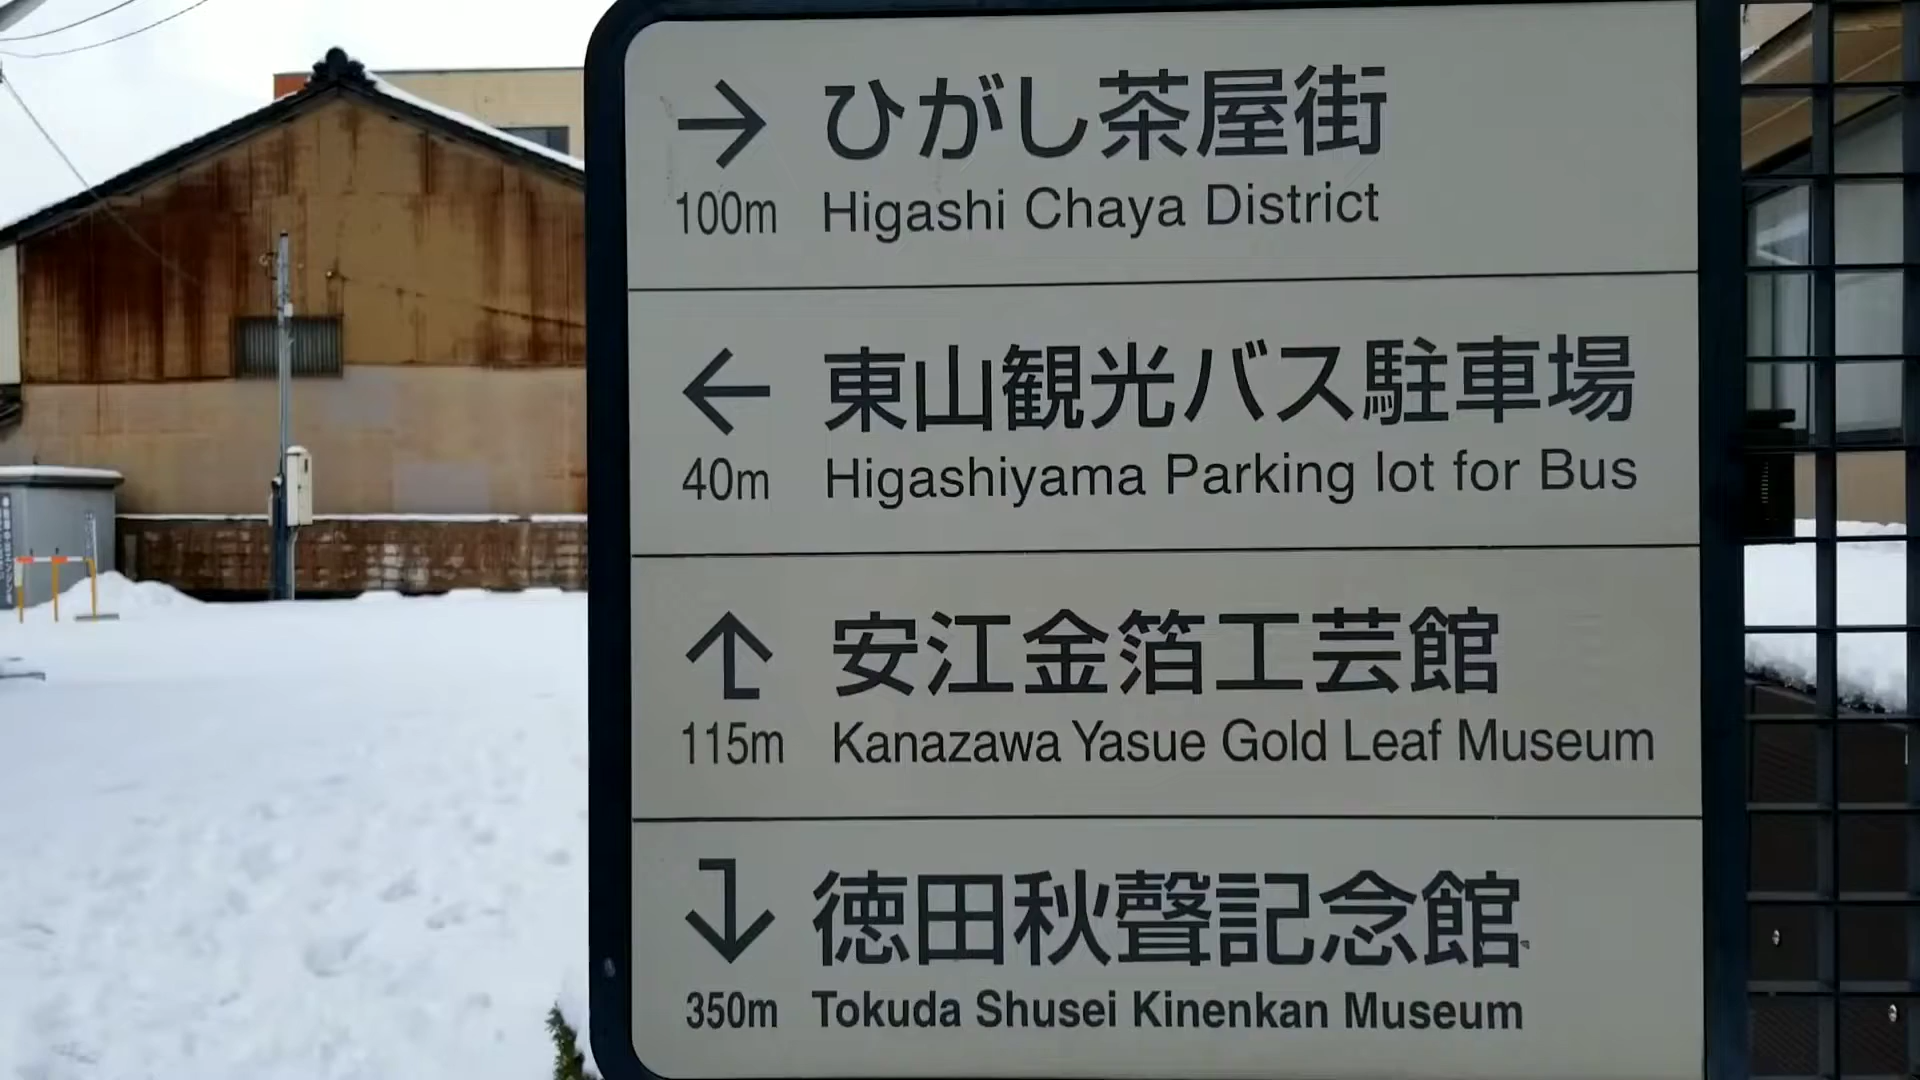 → ひがし茶屋街
100m Higashi Chaya District
← 東山観光バス駐車場
40m Higashiyama Parking lot for Bus
安江金箔工芸館
115m Kanazawa Yasue Gold Leaf Museum
徳田秋聲記念館
350m Tokuda Shusei Kinenkan Museum